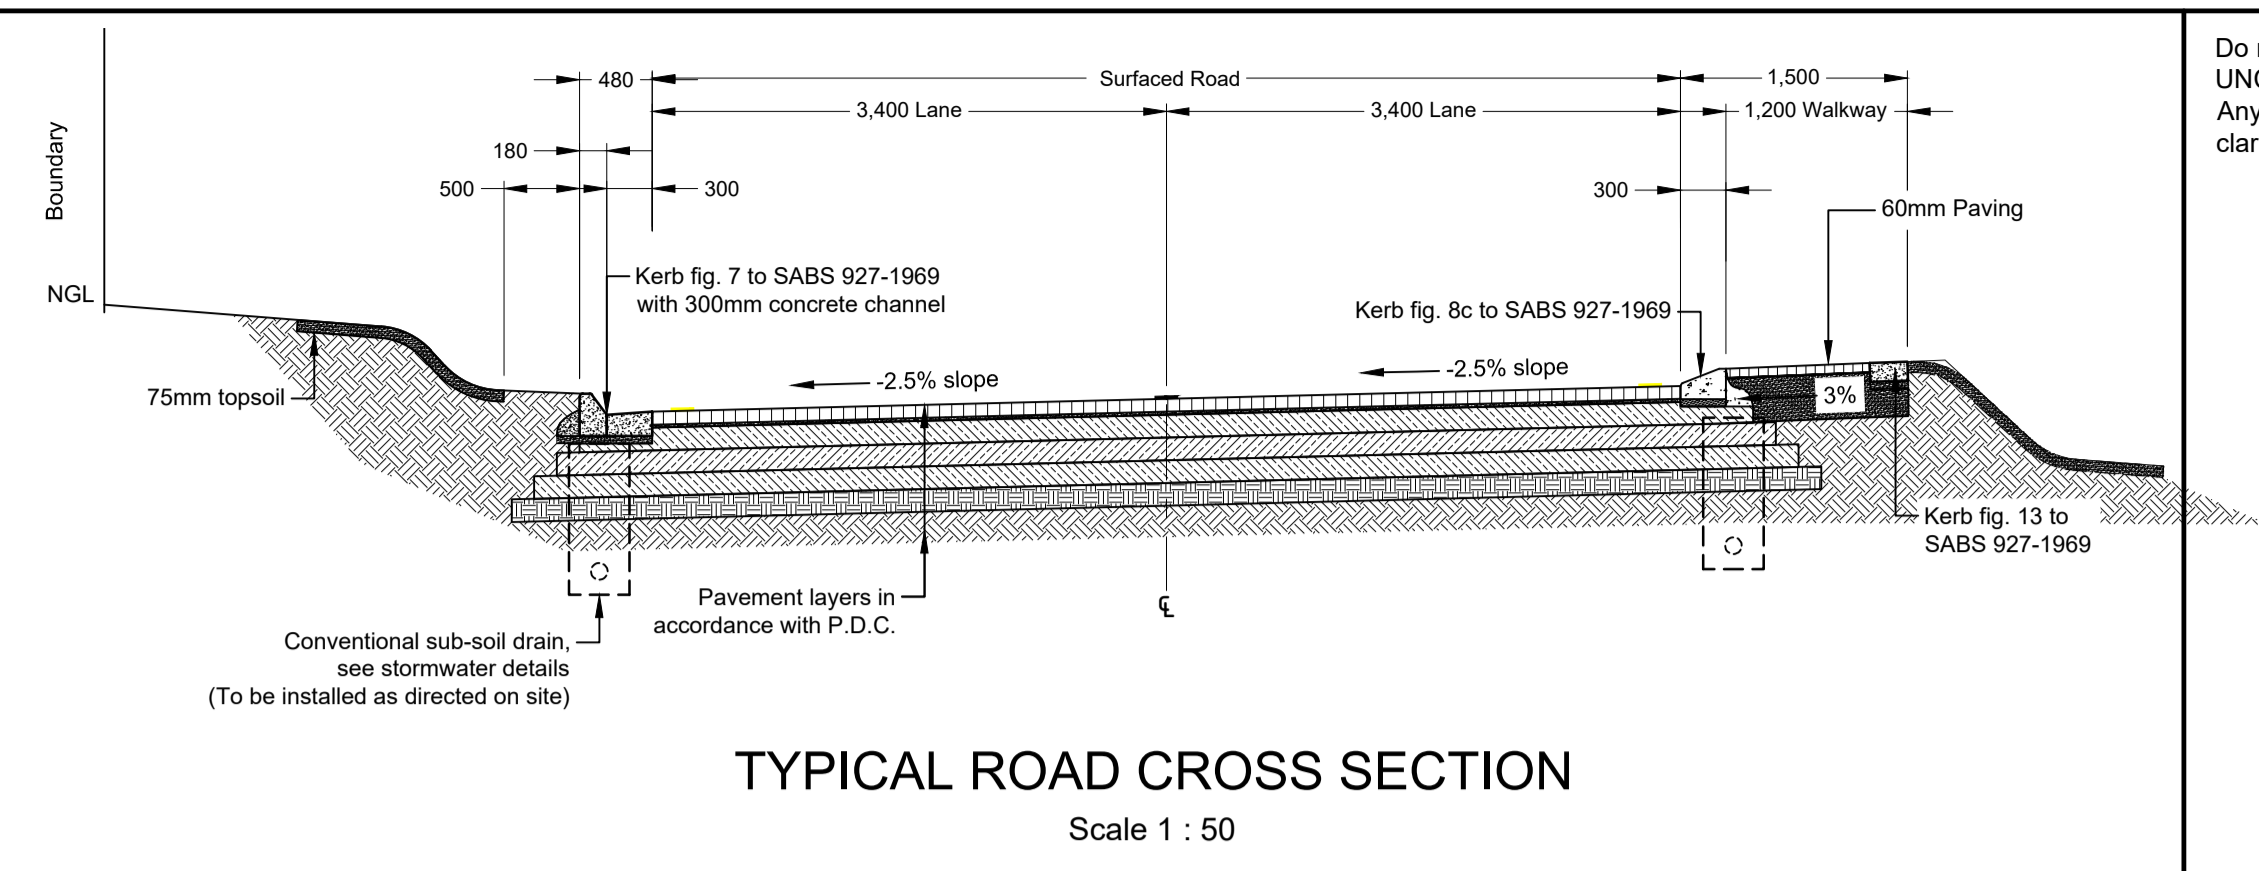 480
Surfaced Road
1,500
3,400 Lane
3,400 Lane
1,200 Walkway
180
500
300
300
Boundary
NGL
60mm Paving
Kerb fig. 7 to SABS 927-1969
with 300mm concrete channel
Kerb fig. 8c to SABS 927-1969
-2.5% slope
-2.5% slope
75mm topsoil
3%
Kerb fig. 13 to
SABS 927-1969
Pavement layers in
accordance with P.D.C.
℄
Conventional sub-soil drain,
see stormwater details
(To be installed as directed on site)
TYPICAL ROAD CROSS SECTION
Scale 1 : 50
Do
Any